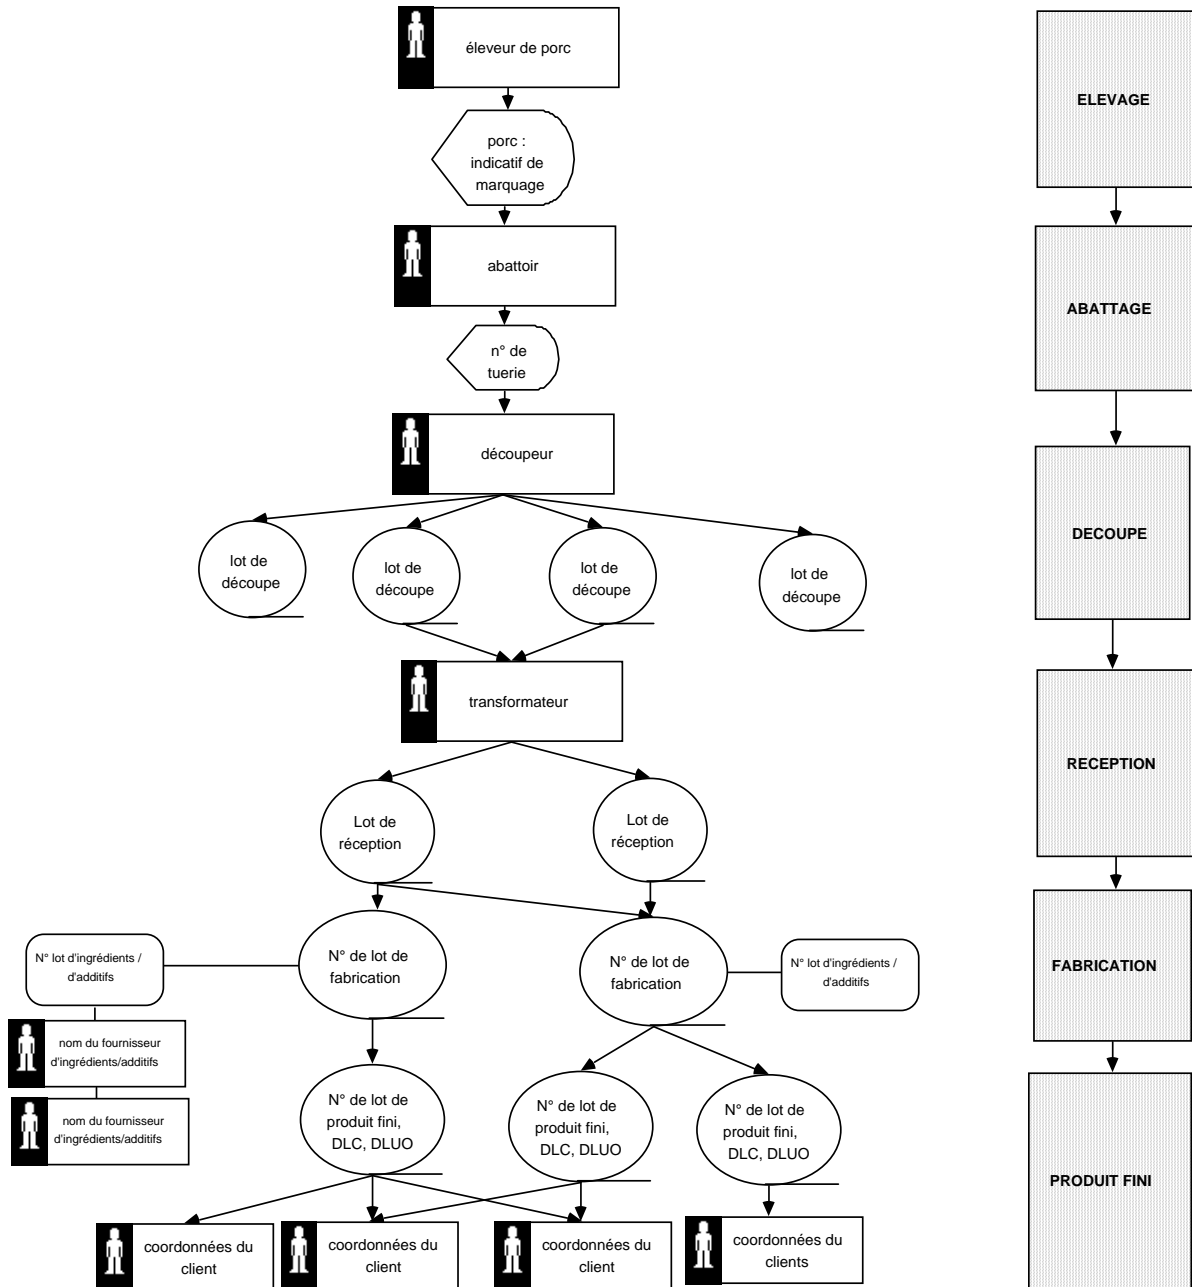 éleveur de porc
ELEVAGE
porc :
indicatif de
marquage
abattoir
ABATTAGE
n° de
tuerie
découpeur
DECOUPE
lot de
découpe
lot de
découpe
lot de
découpe
lot de
découpe
transformateur
RECEPTION
Lot de
réception
Lot de
réception
N° lot d'ingrédients /
d'additifs
N° de lot de
fabrication
N° de lot de
fabrication
N° lot d'ingrédients /
d'additifs
FABRICATION
nom du fournisseur
d'ingrédients/additifs
nom du fournisseur
d'ingrédients/additifs
N° de lot de
produit fini,
DLC, DLUO
N° de lot de
produit fini,
DLC, DLUO
N° de lot de
produit fini,
DLC, DLUO
PRODUIT FINI
coordonnées du
client
coordonnées du
client
coordonnées du
client
coordonnées du
clients